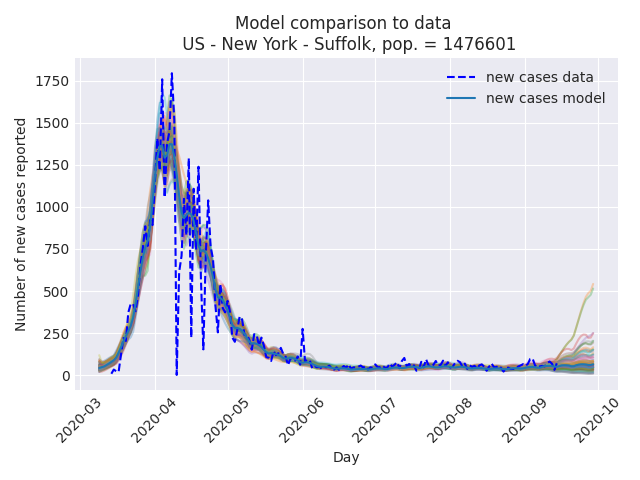 Model comparison to data
US - New York - Suffolk, pop. = 1476601
new cases data
new cases model
Number of new cases reported
1750
1500
1250
1000
750
500
250
0
2020-03
2020-04
2020-05
2020-06
2020-07
2020-08
2020-09
2020-10
Day